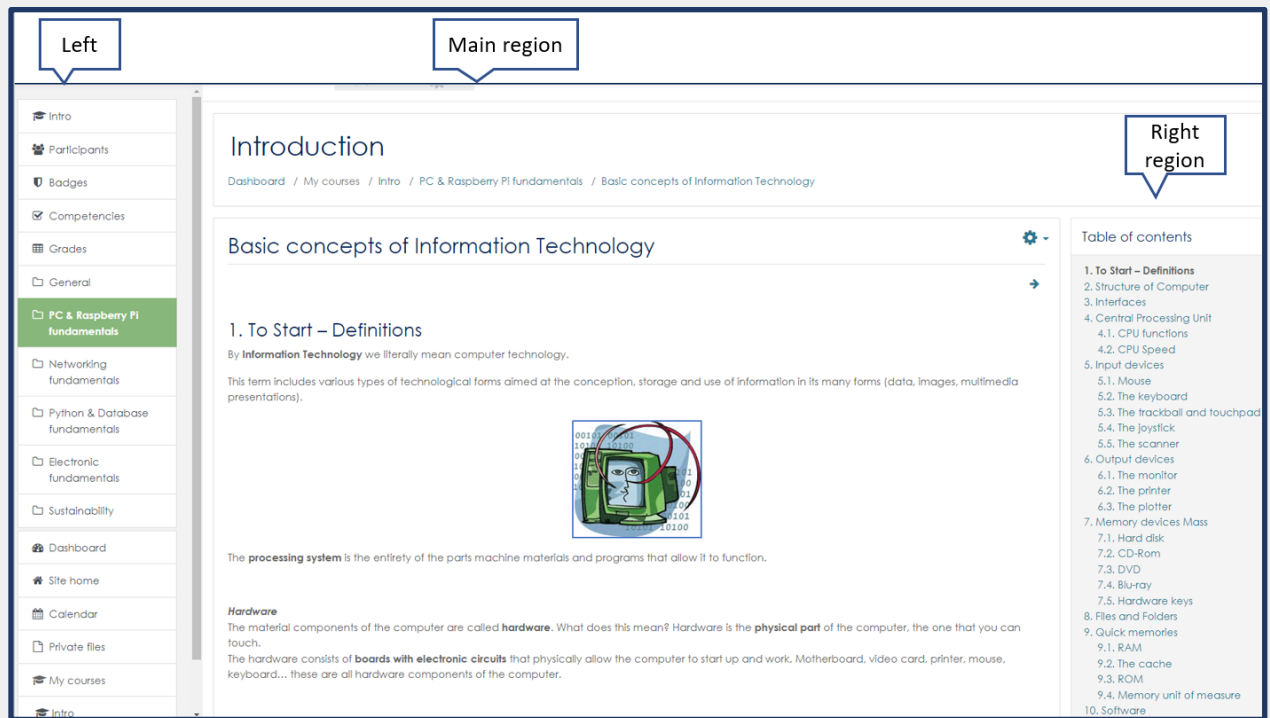 Left
Main region
Right
region
Intro
Participants
Badges
Competencies
Grades
General
PC & Raspberry Pi
fundamentals
Networking
fundamentals
Python & Database
fundamentals
Electronic
fundamentals
Sustainability
Dashboard
Site home
Calendar
Private files
My courses
Intro
Introduction
Dashboard / My courses / Intro / PC & Raspberry Pi fundamentals / Basic concepts of Information Technology
Basic concepts of Information Technology
1. To Start – Definitions
By Information Technology we literally mean computer technology.
This term includes various types of technological forms aimed at the conception, storage and use of information in its many forms (data, images, multimedia
presentations).
The processing system is the entirety of the parts machine materials and programs that allow it to function.
Hardware
The material components of the computer are called hardware. What does this mean? Hardware is the physical part of the computer, the one that you can
touch.
The hardware consists of boards with electronic circuits that physically allow the computer to start up and work. Motherboard, video card, printer, mouse,
keyboard... these are all hardware components of the computer.
Table of contents
1. To Start – Definitions
2. Structure of Computer
3. Interfaces
4. Central Processing Unit
4.1. CPU functions
4.2. CPU Speed
5. Input devices
5.1. Mouse
5.2. The keyboard
5.3. The trackball and touchpad
5.4. The joystick
5.5. The scanner
6. Output devices
6.1. The monitor
6.2. The printer
6.3. The plotter
7. Memory devices Mass
7.1. Hard disk
7.2. CD-Rom
7.3. DVD
7.4. Blu-ray
7.5. Hardware keys
8. Files and Folders
9. Quick memories
9.1. RAM
9.2. The cache
9.3. ROM
9.4. Memory unit of measure
10. Software